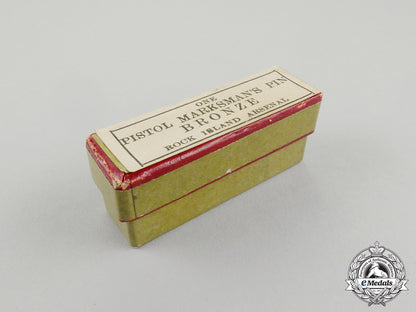 ONE
PISTOL MARKSMAN'S PIN
BRONZE
ROCK ISLAND ARSENAL
eMedals